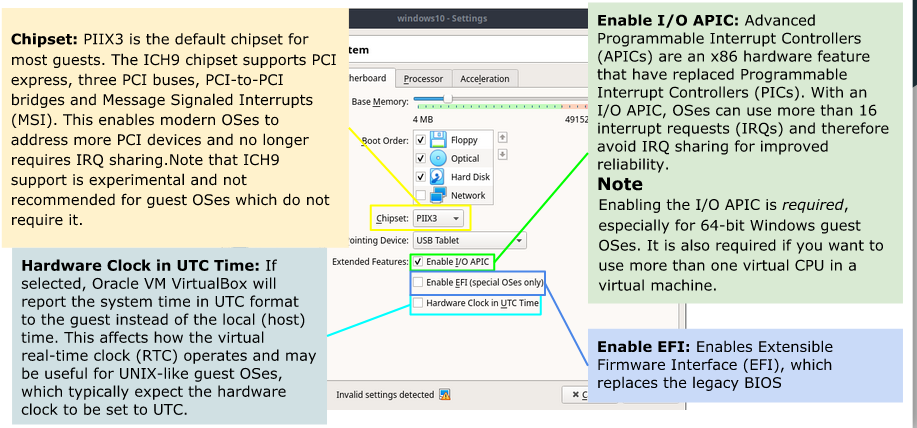 Chipset: PIIX3 is the default chipset for
most guests. The ICH9 chipset supports PCI
express, three PCI buses, PCI-to-PCI
bridges and Message Signaled Interrupts
(MSI). This enables modern OSes to
address more PCI devices and no longer
requires IRQ sharing.Note that ICH9
support is experimental and not
recommended for guest OSes which do not
require it.
Hardware Clock in UTC Time: If
selected, Oracle VM VirtualBox will
report the system time in UTC format
to the guest instead of the local (host)
time. This affects how the virtual
real-time clock (RTC) operates and may
be useful for UNIX-like guest OSes,
which typically expect the hardware
clock to be set to UTC.
windows10 - Settings
tem
herboard Processor Acceleration
Base Memory:
4 MB 49152
Boot Order:
Floppy
Optical
Hard Disk
Network
Chipset: PIIX3
ointing Device: USB Tablet
Extended Features: Enable I/O APIC
Enable EFI (special OSes only)
Hardware Clock in UTC Time
Invalid settings detected
Enable I/O APIC: Advanced
Programmable Interrupt Controllers
(APICs) are an x86 hardware feature
that have replaced Programmable
Interrupt Controllers (PICs). With an
I/O APIC, OSes can use more than 16
interrupt requests (IRQs) and therefore
avoid IRQ sharing for improved
reliability.
Note
Enabling the I/O APIC is required,
especially for 64-bit Windows guest
OSes. It is also required if you want to
use more than one virtual CPU in a
virtual machine.
Enable EFI: Enables Extensible
Firmware Interface (EFI), which
replaces the legacy BIOS